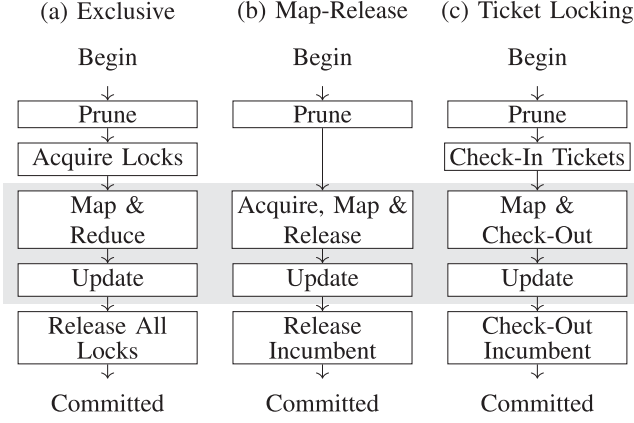 (a) Exclusive
Begin
Prune
Acquire Locks
Map &
Reduce
Update
Release All
Locks
Committed
(b) Map-Release
Begin
Prune
Acquire, Map &
Release
Update
Release
Incumbent
Committed
(c) Ticket Locking
Begin
Prune
Check-In Tickets
Map &
Check-Out
Update
Check-Out
Incumbent
Committed